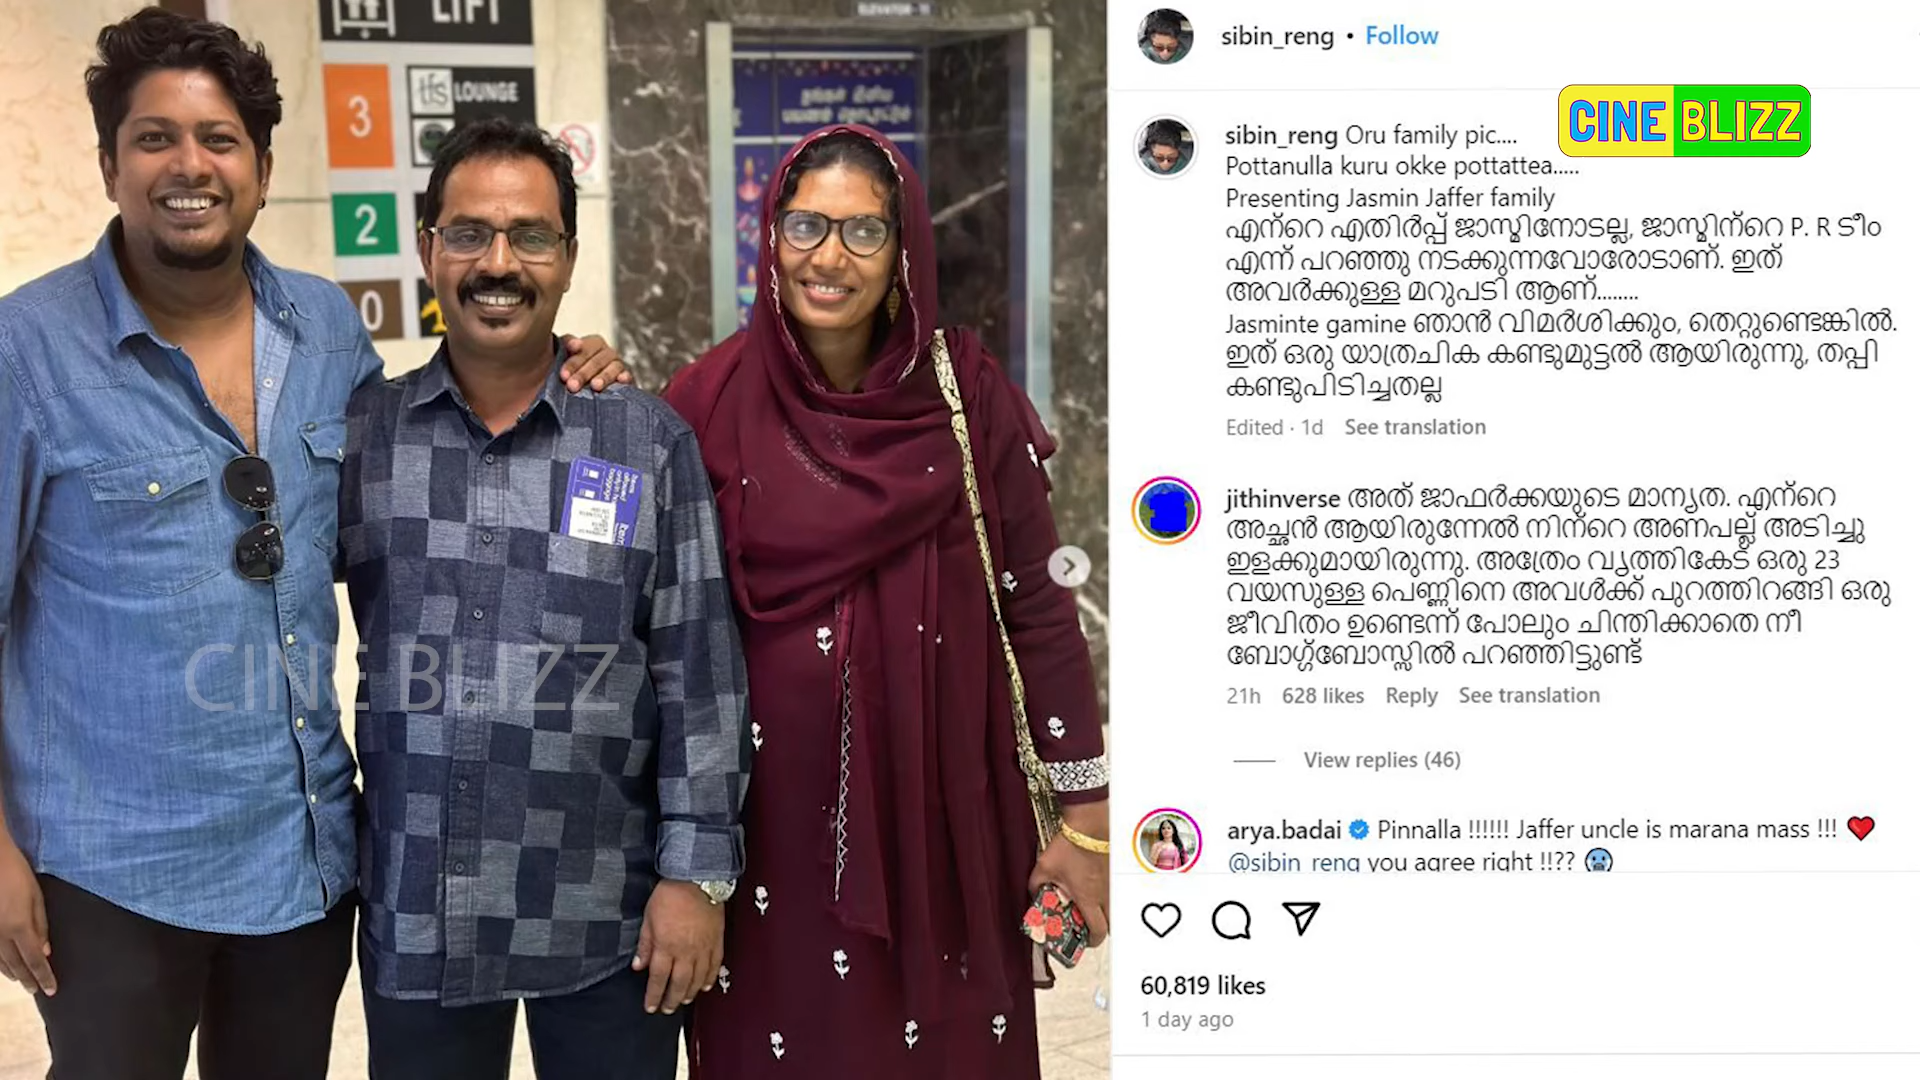 LIFT
ELEVATOR - 11
3
tfs LOUNGE
2
0
CINE BLIZZ
sibin_reng • Follow
CINE BLIZZ
sibin_reng Oru family pic....
Pottanulla kuru okke pottattea.....
Presenting Jasmin Jaffer family
എന്റെ എതിർപ്പ് ജാസ്മിനോടല്ല, ജാസ്മിന്റെ P. R ടീം
എന്ന് പറഞ്ഞു നടക്കുന്നവോരോടാണ്. ഇത്
അവർക്കുള്ള മറുപടി ആണ്........
Jasminte gamine ഞാൻ വിമർശിക്കും, തെറ്റുണ്ടെങ്കിൽ.
ഇത് ഒരു യാത്രചിക കണ്ടുമുട്ടൽ ആയിരുന്നു, തപ്പി
കണ്ടുപിടിച്ചതല്ല
Edited · 1d See translation
jithinverse അത് ജാഫർക്കയുടെ മാന്യത. എന്റെ
അച്ഛൻ ആയിരുന്നേൽ നിന്റെ അണപല്ല് അടിച്ചു
ഇളക്കുമായിരുന്നു. അത്രേം വൃത്തികേട് ഒരു 23
വയസുള്ള പെണ്ണിനെ അവൾക്ക് പുറത്തിറങ്ങി ഒരു
ജീവിതം ഉണ്ടെന്ന് പോലും ചിന്തിക്കാതെ നീ
ബോഗ്ഗ്ബോസ്സിൽ പറഞ്ഞിട്ടുണ്ട്
21h 628 likes Reply See translation
View replies (46)
arya.badai Pinnalla !!!!!! Jaffer uncle is marana mass !!! ❤️
@sibin_reng you agree right !!?? 🥶
60,819 likes
1 day ago